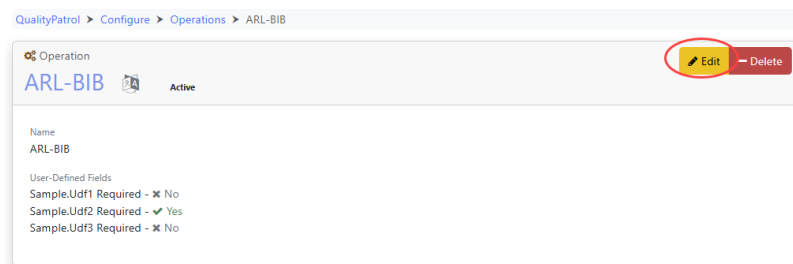 QualityPatrol ➤ Configure ➤ Operations ➤ ARL-BIB
Operation
Edit
Delete
ARL-BIB
Active
Name
ARL-BIB
User-Defined Fields
Sample.Udf1 Required - ✖ No
Sample.Udf2 Required - ✔ Yes
Sample.Udf3 Required - ✖ No